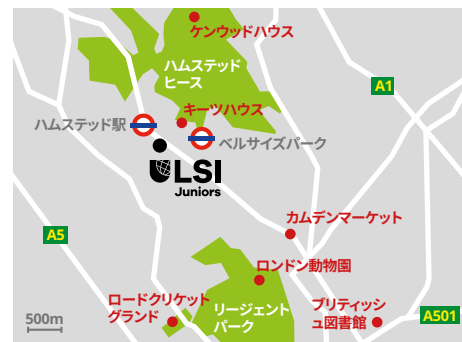 ケンウッドハウス
ハムステッド
ヒース
A1
キーツハウス
ハムステッド駅
ベルサイズパーク
LSI
Juniors
カムデンマーケット
A5
ロンドン動物園
ロードクリケット
グランド
リージェント
パーク
ブリティッシ
ュ図書館
A501
500m